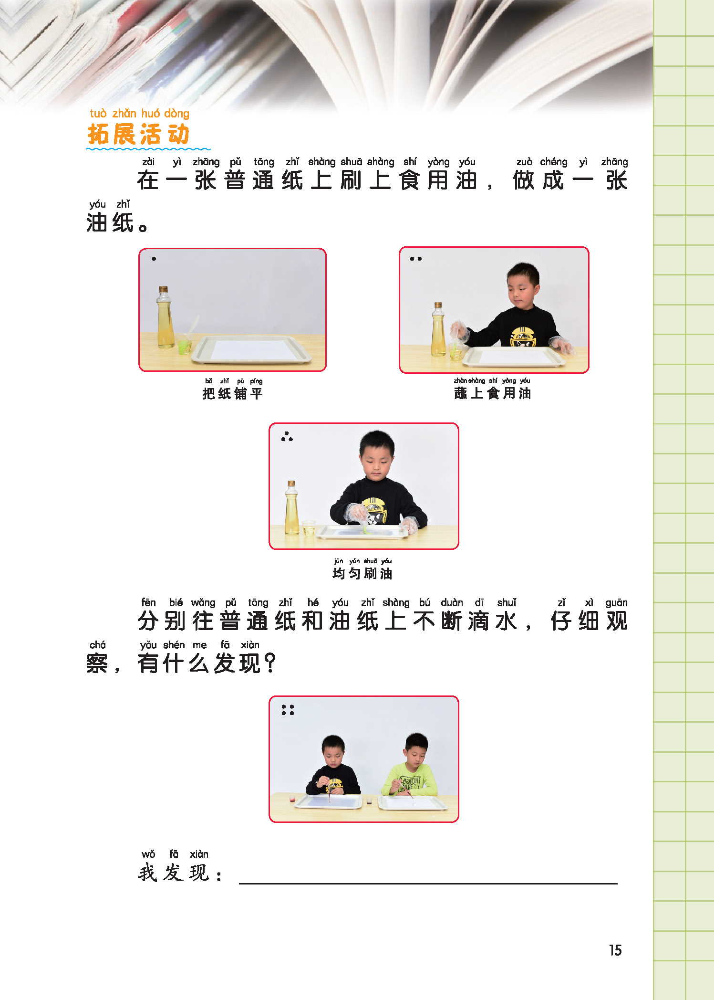 tuò zhǎn huó dòng
拓展活动
zài yì zhāng pǔ tōng zhǐ shàng shuā shàng shí yòng yóu zuò chéng yì zhāng
在一张普通纸上刷上食用油，做成一张
yóu zhǐ
油纸。
bǎ zhǐ pū píng
把纸铺平
zhàn shàng shí yòng yóu
蘸上食用油
jūn yún shuā yóu
均匀刷油
fēn bié wǎng pǔ tōng zhǐ hé yóu zhǐ shàng bú duàn dī shuǐ zǐ xì guān
分别往普通纸和油纸上不断滴水，仔细观
chá yǒu shén me fā xiàn
察，有什么发现？
wǒ fā xiàn
我发现：
15